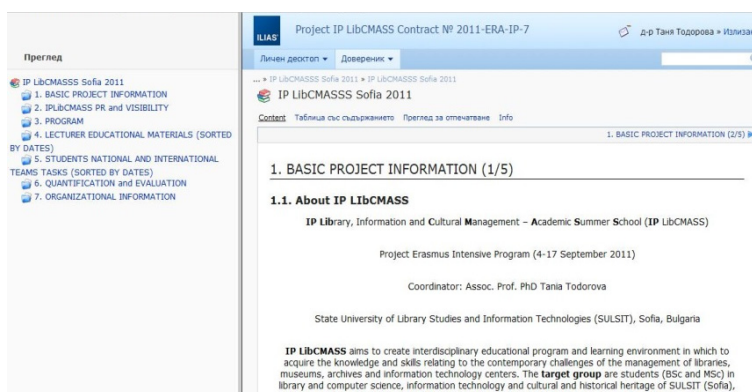 ILIAS
Project IP LibCMASS Contract № 2011-ERA-IP-7
д-р Таня Тодорова » Излизан
Преглед
Личен десктоп
Доверeник
... » IP LibCMASSS Sofia 2011 » IP LibCMASSS Sofia 2011
IP LibCMASSS Sofia 2011
Content Таблица със съдържанието Преглед за отпечатване Info
1. BASIC PROJECT INFORMATION (2/5)
IP LibCMASSS Sofia 2011
1. BASIC PROJECT INFORMATION
2. IPLibCMASS PR and VISIBILITY
3. PROGRAM
4. LECTURER EDUCATIONAL MATERIALS (SORTED
BY DATES)
5. STUDENTS NATIONAL AND INTERNATIONAL
TEAMS TASKS (SORTED BY DATES)
6. QUANTIFICATION and EVALUATION
7. ORGANIZATIONAL INFORMATION
1. BASIC PROJECT INFORMATION (1/5)
1.1. About IP LIbCMASS
IP Library, Information and Cultural Management – Academic Summer School (IP LibCMASS)
Project Erasmus Intensive Program (4-17 September 2011)
Coordinator: Assoc. Prof. PhD Tania Todorova
State University of Library Studies and Information Technologies (SULSIT), Sofia, Bulgaria
IP LibCMASS aims to create interdisciplinary educational program and learning environment in which to
acquire the knowledge and skills relating to the contemporary challenges of the management of libraries,
museums, archives and information technology centers. The target group are students (BSc and MSc) in
library and computer science, information technology and cultural and historical heritage of SULSIT (Sofia),